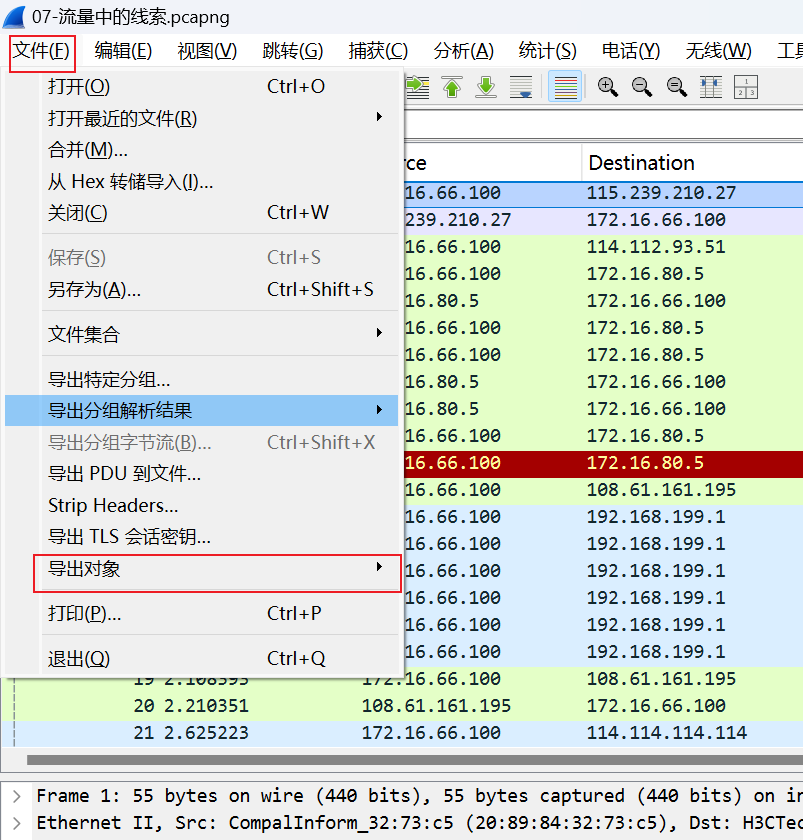 07-流量中的线索.pcapng
文件(F) 编辑(E) 视图(V) 跳转(G) 捕获(C) 分析(A) 统计(S) 电话(Y) 无线(W)
打开(O) Ctrl+O
打开最近的文件(R)
合并(M)...
从 Hex 转储导入(I)...
关闭(C) Ctrl+W
保存(S) Ctrl+S
另存为(A)... Ctrl+Shift+S
文件集合
导出特定分组...
导出分组解析结果
导出分组字节流(B)... Ctrl+Shift+X
导出 PDU 到文件...
Strip Headers...
导出 TLS 会话密钥...
导出对象
打印(P)... Ctrl+P
退出(Q) Ctrl+Q
rce Destination
16.66.100 115.239.210.27
239.210.27 172.16.66.100
16.66.100 114.112.93.51
16.66.100 172.16.80.5
16.80.5 172.16.66.100
16.66.100 172.16.80.5
16.66.100 172.16.80.5
16.80.5 172.16.66.100
16.80.5 172.16.66.100
16.66.100 172.16.80.5
16.66.100 172.16.80.5
16.66.100 108.61.161.195
16.66.100 192.168.199.1
16.66.100 192.168.199.1
16.66.100 192.168.199.1
16.66.100 192.168.199.1
16.66.100 192.168.199.1
16.66.100 192.168.199.1
19 2.108393 172.16.66.100 108.61.161.195
20 2.210351 108.61.161.195 172.16.66.100
21 2.625223 172.16.66.100 114.114.114.114
Frame 1: 55 bytes on wire (440 bits), 55 bytes captured (440 bits) on
Ethernet II, Src: CompalInform_32:73:c5 (20:89:84:32:73:c5), Dst: H3CTec